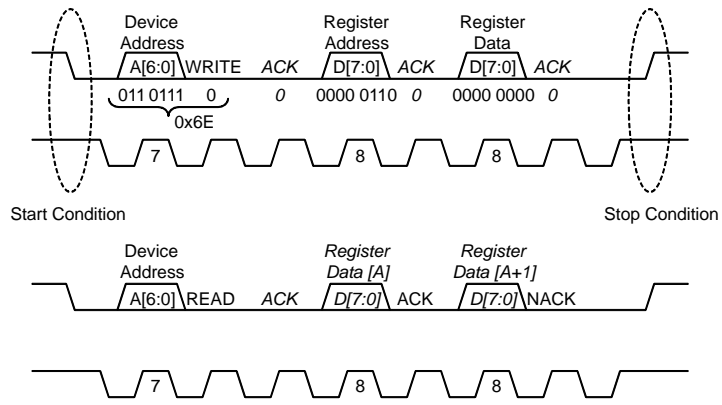 Device Address
Register Address
Register Data
A[6:0] WRITE ACK D[7:0] ACK D[7:0] ACK
011 0111 0 0 0000 0110 0 0000 0000 0
0x6E
7 8 8
Start Condition Stop Condition
Device Address
Register Data [A]
Register Data [A+1]
A[6:0] READ ACK D[7:0] ACK D[7:0] NACK
7 8 8